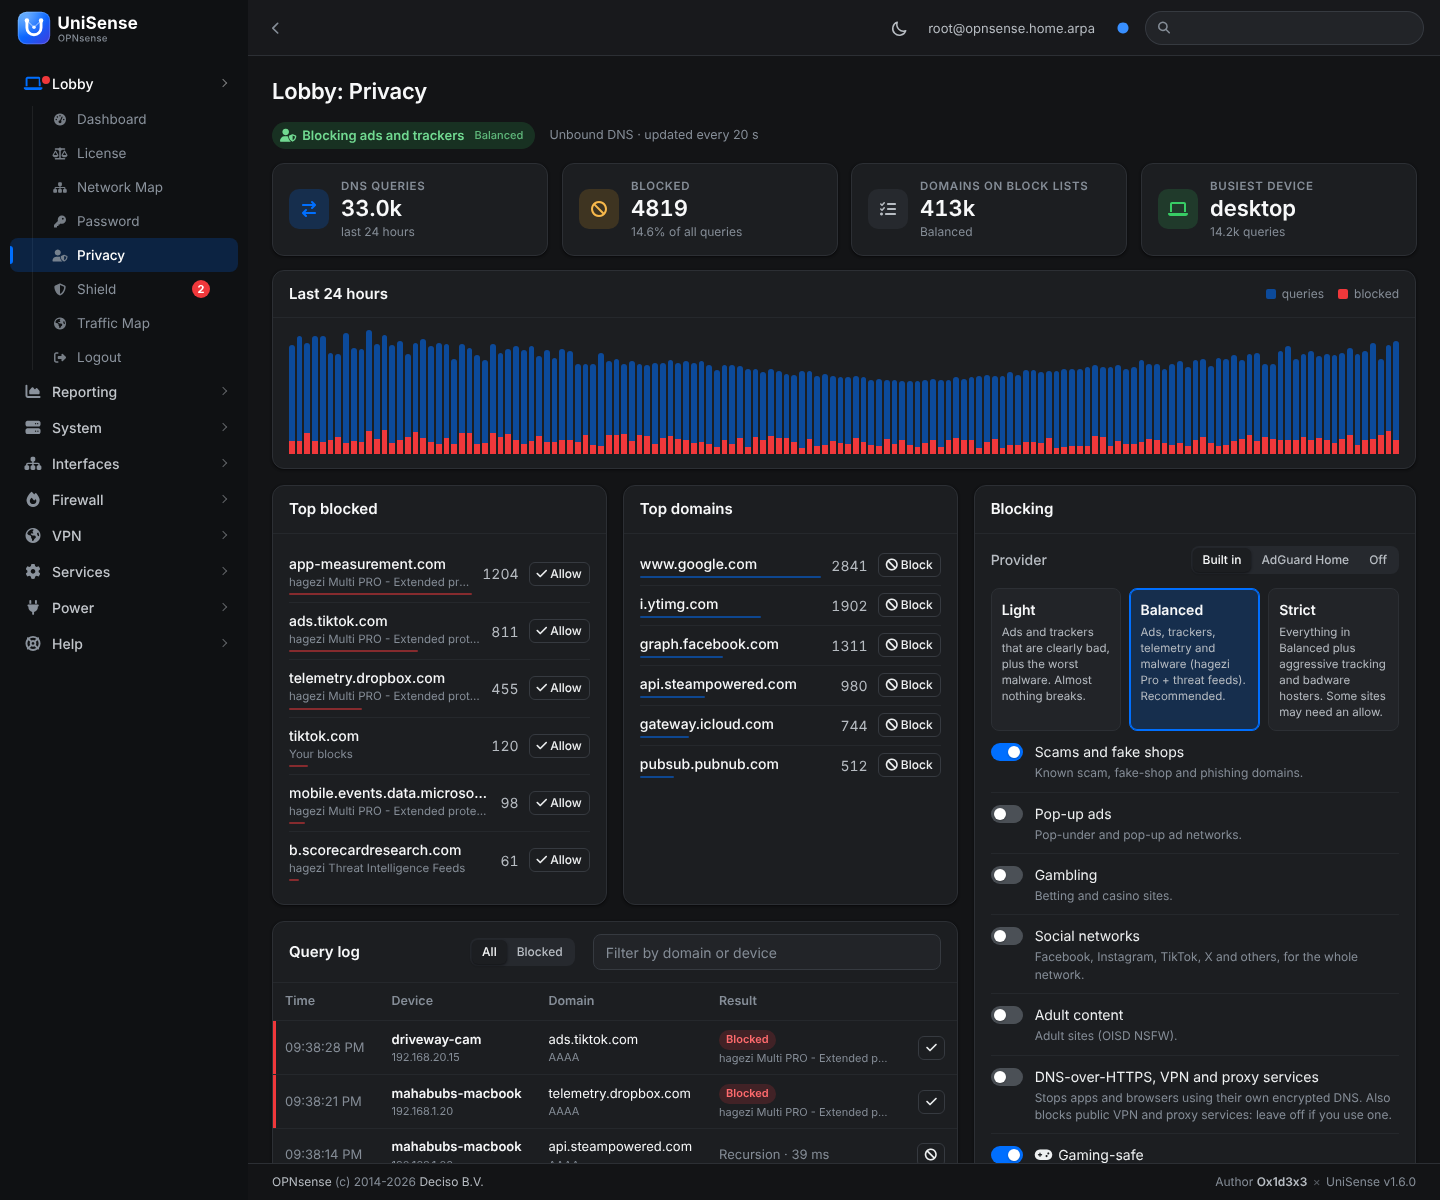 UniSense
OPNsense
root@opnsense.home.arpa
Lobby
Dashboard
License
Network Map
Password
Privacy
Shield
2
Traffic Map
Logout
Reporting
System
Interfaces
Firewall
VPN
Services
Power
Help
Lobby: Privacy
Blocking ads and trackers Balanced
Unbound DNS · updated every 20 s
DNS QUERIES
33.0k
last 24 hours
BLOCKED
4819
14.6% of all queries
DOMAINS ON BLOCK LISTS
413k
Balanced
BUSIEST DEVICE
desktop
14.2k queries
Last 24 hours
queries
blocked
Top blocked
app-measurement.com
hagezi Multi PRO - Extended pr...
1204
Allow
ads.tiktok.com
hagezi Multi PRO - Extended prot...
811
Allow
telemetry.dropbox.com
hagezi Multi PRO - Extended prot...
455
Allow
tiktok.com
Your blocks
120
Allow
mobile.events.data.microso...
hagezi Multi PRO - Extended prote...
98
Allow
b.scorecardresearch.com
hagezi Threat Intelligence Feeds
61
Allow
Top domains
www.google.com
2841
Block
i.ytimg.com
1902
Block
graph.facebook.com
1311
Block
api.steampowered.com
980
Block
gateway.icloud.com
744
Block
pubsub.pubnub.com
512
Block
Blocking
Provider
Built in
AdGuard Home
Off
Light
Ads and trackers
that are clearly bad,
plus the worst
malware. Almost
nothing breaks.
Balanced
Ads, trackers,
telemetry and
malware (hagezi
Pro + threat feeds).
Recommended.
Strict
Everything in
Balanced plus
aggressive tracking
and badware
hosters. Some sites
may need an allow.
Scams and fake shops
Known scam, fake-shop and phishing domains.
Pop-up ads
Pop-under and pop-up ad networks.
Gambling
Betting and casino sites.
Social networks
Facebook, Instagram, TikTok, X and others, for the whole
network.
Adult content
Adult sites (OISD NSFW).
DNS-over-HTTPS, VPN and proxy services
Stops apps and browsers using their own encrypted DNS. Also
blocks public VPN and proxy services: leave off if you use one.
Gaming-safe
Query log
All
Blocked
Filter by domain or device
Time
Device
Domain
Result
09:38:28 PM
driveway-cam
192.168.20.15
ads.tiktok.com
AAAA
Blocked
hagezi Multi PRO - Extended p...
09:38:21 PM
mahabubs-macbook
192.168.1.20
telemetry.dropbox.com
AAAA
Blocked
hagezi Multi PRO - Extended p...
09:38:14 PM
mahabubs-macbook
api.steampowered.com
Recursion · 39 ms
OPNsense (c) 2014-2026 Deciso B.V.
Author Ox1d3x3 × UniSense v1.6.0